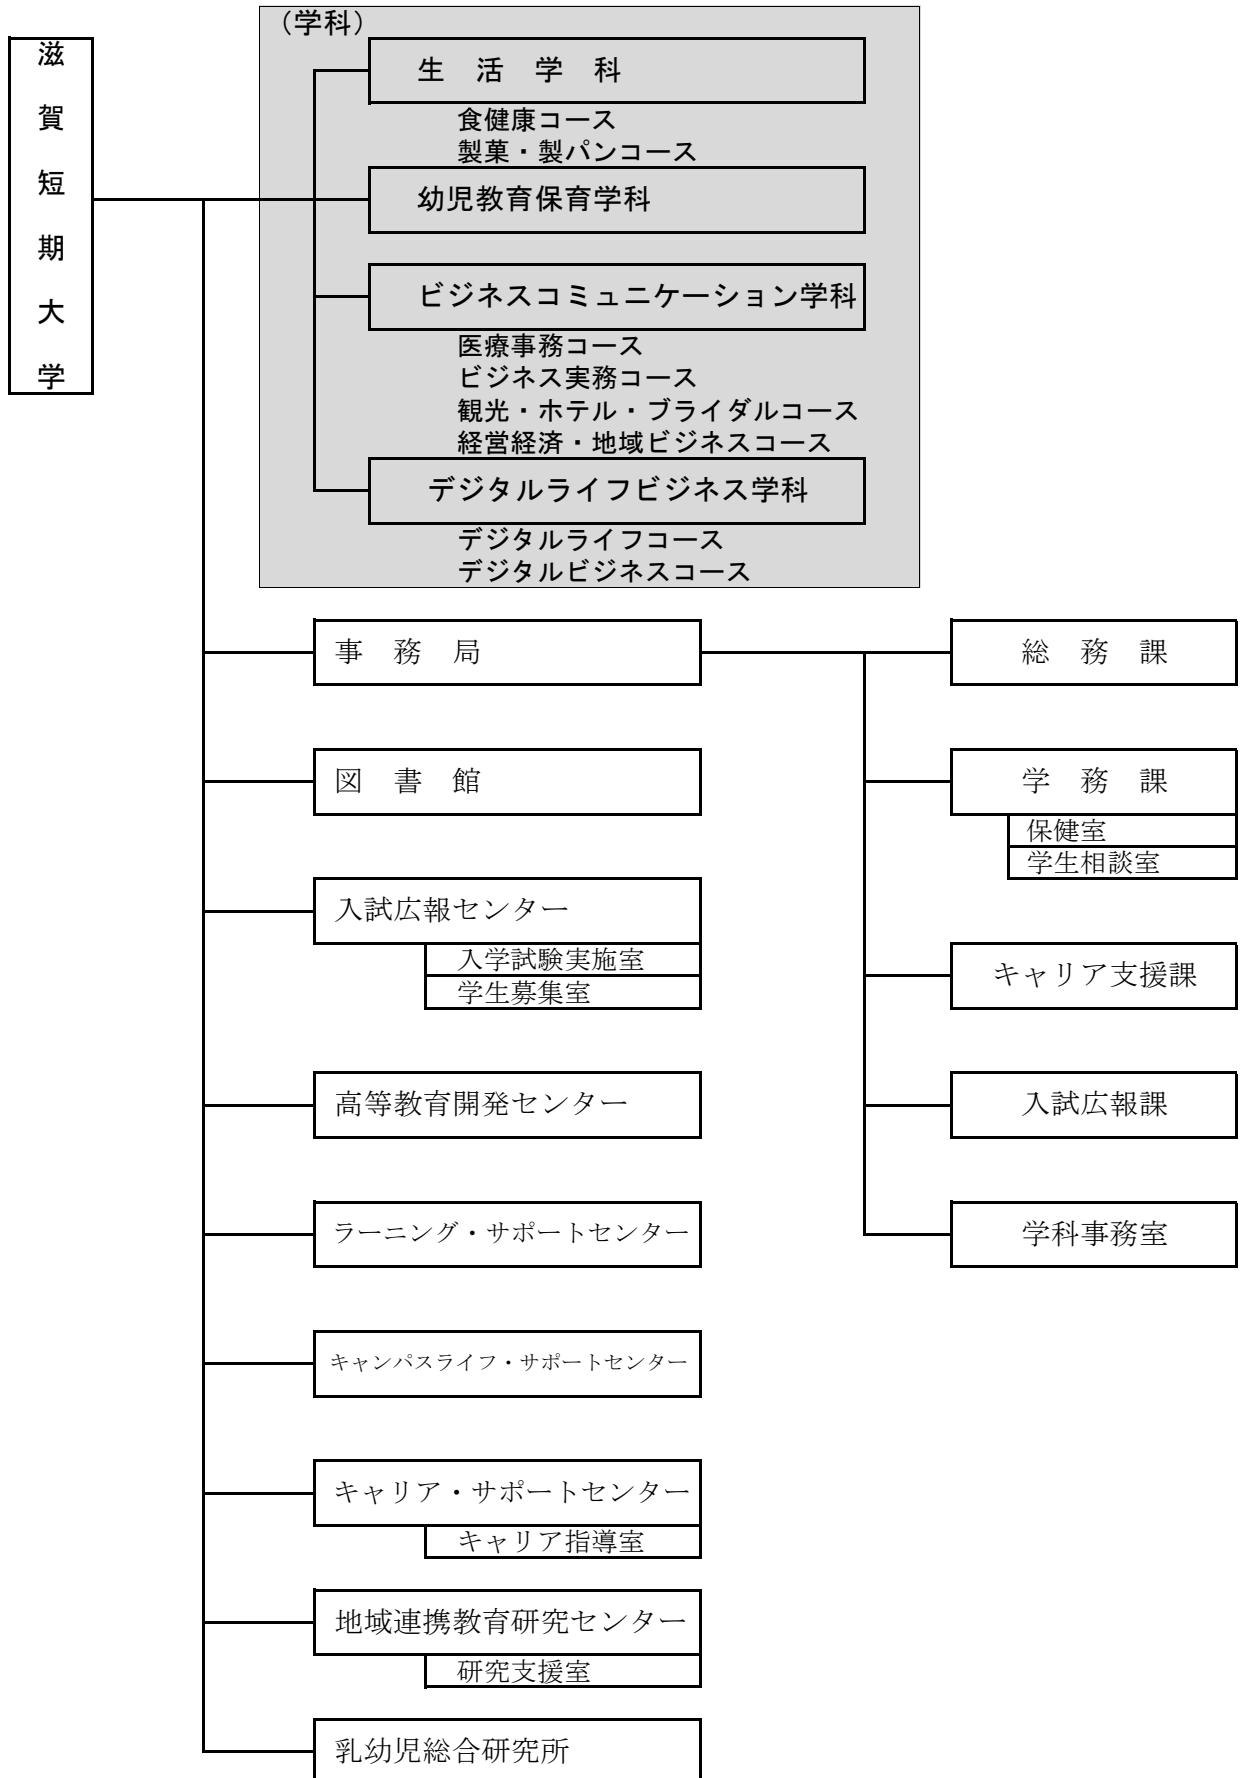 滋賀短期大学
（学科）
生　活　学　科
食健康コース
製菓・製パンコース
幼児教育保育学科
ビジネスコミュニケーション学科
医療事務コース
ビジネス実務コース
観光・ホテル・ブライダルコース
経営経済・地域ビジネスコース
デジタルライフビジネス学科
デジタルライフコース
デジタルビジネスコース
事　務　局
図　書　館
入試広報センター
入学試験実施室
学生募集室
高等教育開発センター
ラーニング・サポートセンター
キャンパスライフ・サポートセンター
キャリア・サポートセンター
キャリア指導室
地域連携教育研究センター
研究支援室
乳幼児総合研究所
総　務　課
学　務　課
保健室
学生相談室
キャリア支援課
入試広報課
学科事務室